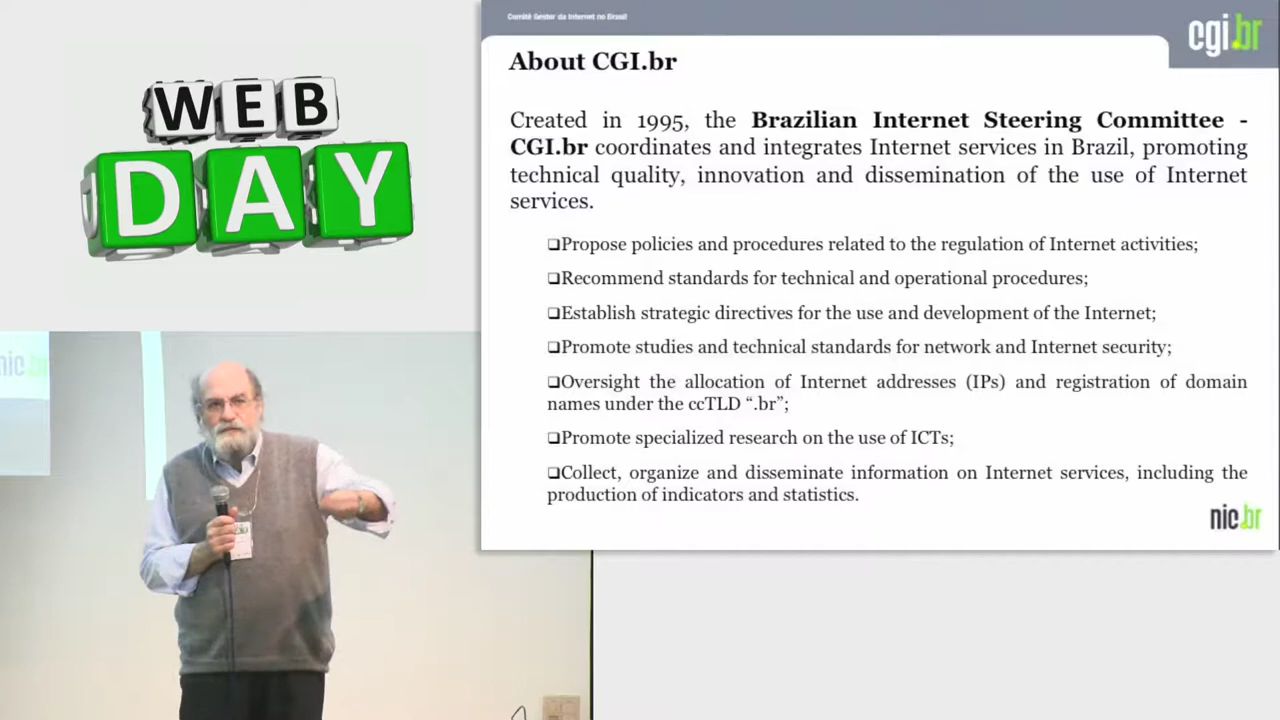 WEB
DAY
Comitê Gestor da Internet no Brasil
cgi.br
About CGI.br
Created in 1995, the Brazilian Internet Steering Committee -
CGI.br coordinates and integrates Internet services in Brazil, promoting
technical quality, innovation and dissemination of the use of Internet
services.
❑Propose policies and procedures related to the regulation of Internet activities;
❑Recommend standards for technical and operational procedures;
❑Establish strategic directives for the use and development of the Internet;
❑Promote studies and technical standards for network and Internet security;
❑Oversight the allocation of Internet addresses (IPs) and registration of domain
names under the ccTLD “.br”;
❑Promote specialized research on the use of ICTs;
❑Collect, organize and disseminate information on Internet services, including the
production of indicators and statistics.
nic.br
nic.br